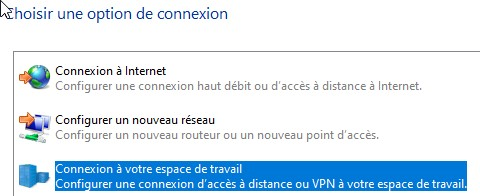 hoisir une option de connexion
Connexion à Internet
Configurer une connexion haut débit ou d'accès à distance à Internet.
Configurer un nouveau réseau
Configurer un nouveau routeur ou un nouveau point d'accès.
Connexion à votre espace de travail
Configurer une connexion d'accès à distance ou VPN à votre espace de travail.